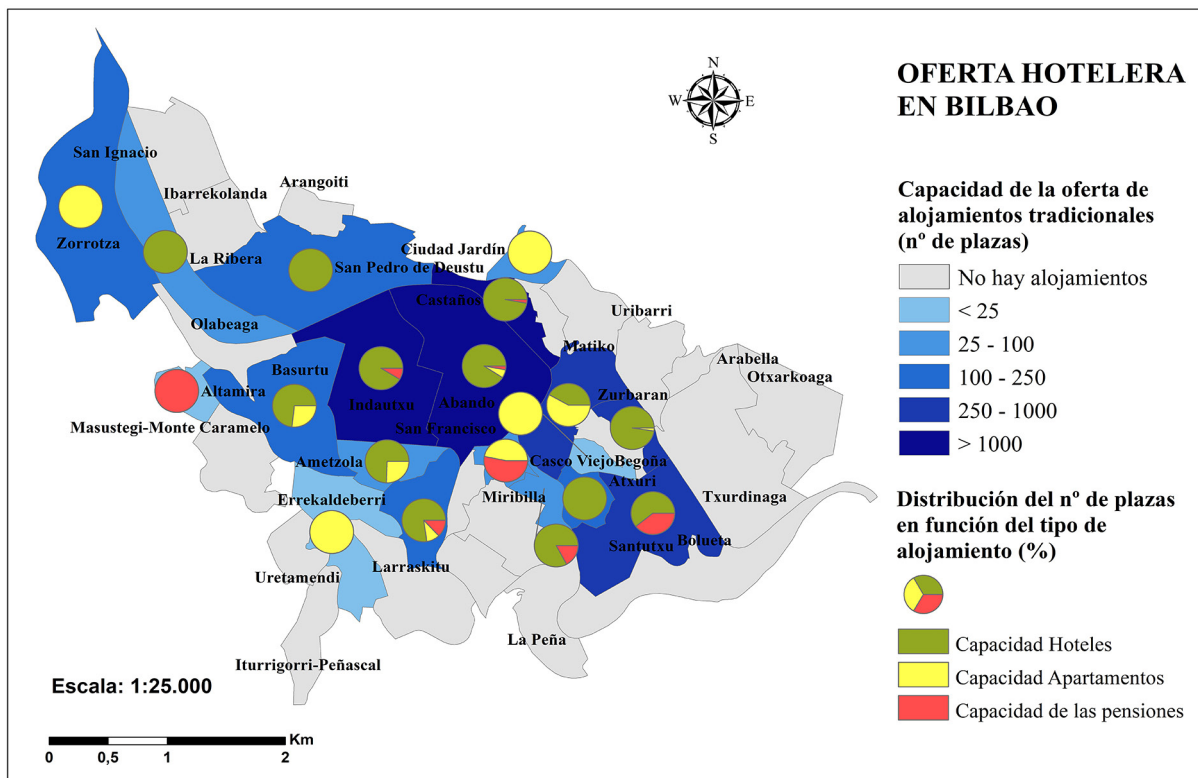 OFERTA HOTELERA
EN BILBAO
N
W
E
S
San Ignacio
Ibarrekolanda
Arangoiti
Zorrotza
La Ribera
San Pedro de Deustu
Ciudad Jardín
Castaños
Uribarri
Olabeaga
Matiko
Arabella
Otxarkoaga
Basurtu
Altamira
Indautxu
Abando
Zurbaran
Masustegi-Monte Caramelo
San Francisco
Ametzola
Casco Viejo
Begoña
Errekaldeberri
Miribilla
Atxuri
Txurdinaga
Santutxu
Bolueta
Larraskitu
Uretamendi
La Peña
Iturrigorri-Peñascal
Escala: 1:25.000
Km
0
0,5
1
2
Capacidad de la oferta de
alojamientos tradicionales
(nº de plazas)
No hay alojamientos
< 25
25 - 100
100 - 250
250 - 1000
> 1000
Distribución del nº de plazas
en función del tipo de
alojamiento (%)
Capacidad Hoteles
Capacidad Apartamentos
Capacidad de las pensiones